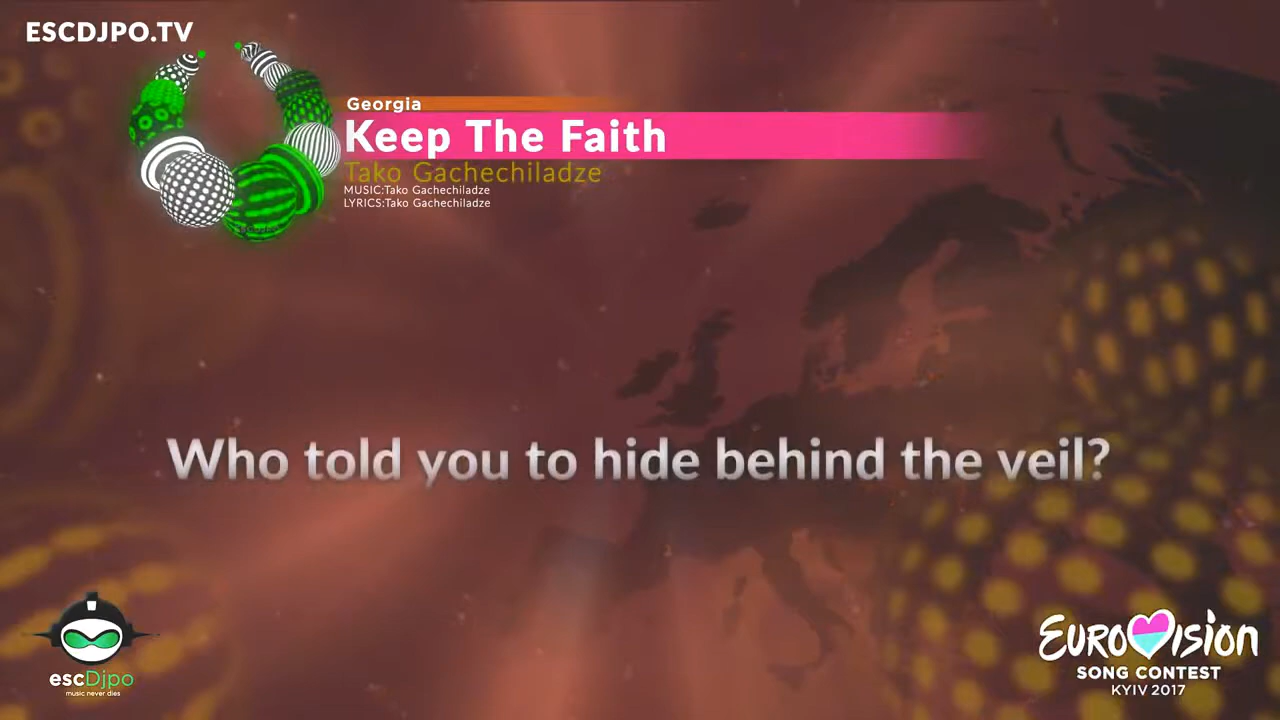 ESCDJPO.TV
Georgia
Keep The Faith
Tako Gachechiladze
MUSIC:Tako Gachechiladze
LYRICS:Tako Gachechiladze
Who told you to hide behind the veil?
escDjpo
music never dies
EUROVISION
SONG CONTEST
KYIV 2017